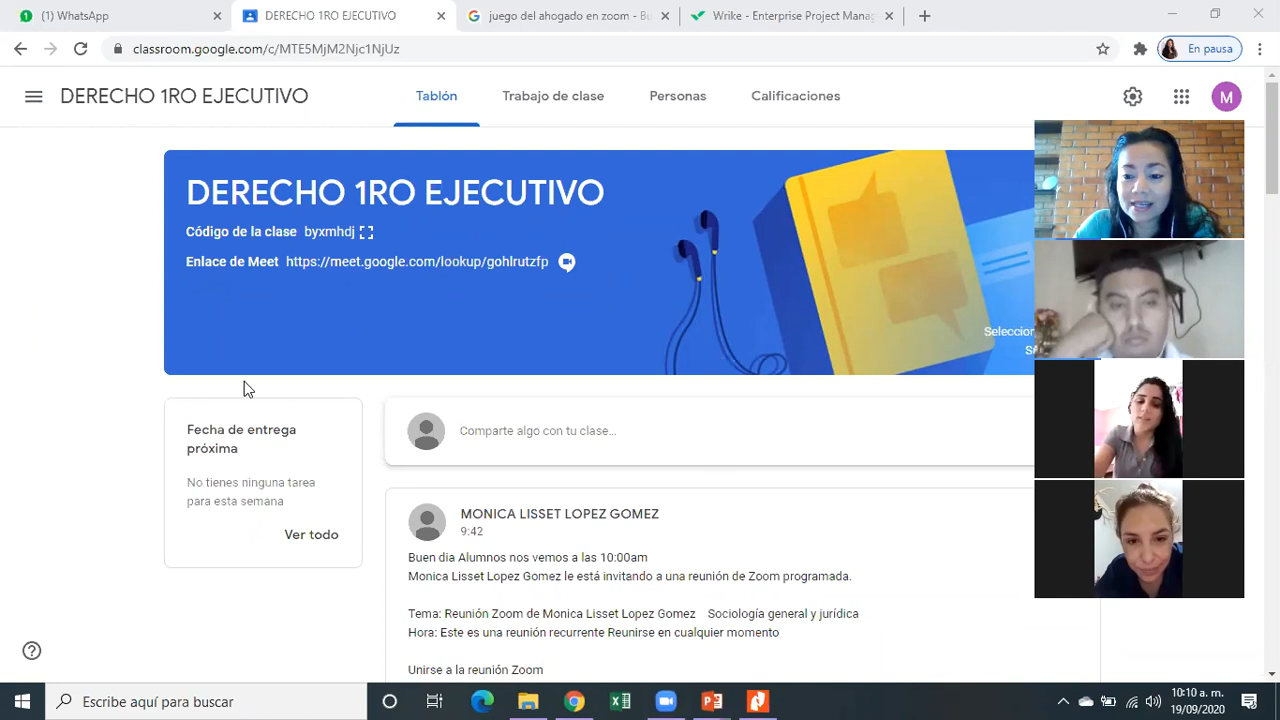 (1) WhatsApp
DERECHO 1RO EJECUTIVO
juego del ahogado en zoom - Bu
Wrike - Enterprise Project Manag
classroom.google.com/c/MTE5MjM2Njc1NjUz
En pausa
DERECHO 1RO EJECUTIVO
Tablón
Trabajo de clase
Personas
Calificaciones
M
DERECHO 1RO EJECUTIVO
Código de la clase byxmhdj
Enlace de Meet https://meet.google.com/lookup/gohlrutzfp
Seleccion
Fecha de entrega
próxima
No tienes ninguna tarea
para esta semana
Ver todo
Comparte algo con tu clase...
MONICA LISSET LOPEZ GOMEZ
9:42
Buen dia Alumnos nos vemos a las 10:00am
Monica Lisset Lopez Gomez le está invitando a una reunión de Zoom programada.
Tema: Reunión Zoom de Monica Lisset Lopez Gomez Sociología general y jurídica
Hora: Este es una reunión recurrente Reunirse en cualquier momento
Unirse a la reunión Zoom
Escribe aquí para buscar
10:10 a. m.
19/09/2020